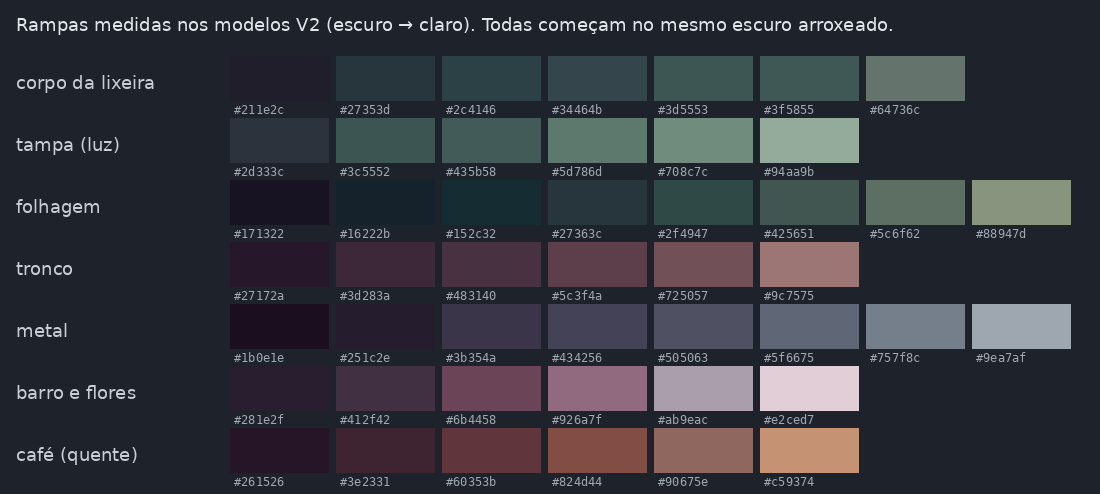 Rampas medidas nos modelos V2 (escuro → claro). Todas começam no mesmo escuro arroxeado.
corpo da lixeira
#211e2c #27353d #2c4146 #34464b #3d5553 #3f5855 #64736c
tampa (luz)
#2d333c #3c5552 #435b58 #5d786d #708c7c #94aa9b
folhagem
#171322 #16222b #152c32 #27363c #2f4947 #425651 #5c6f62 #88947d
tronco
#27172a #3d283a #483140 #5c3f4a #725057 #9c7575
metal
#1b0e1e #251c2e #3b354a #434256 #505063 #5f6675 #757f8c #9ea7af
barro e flores
#281e2f #412f42 #6b4458 #926a7f #ab9eac #e2ced7
café (quente)
#261526 #3e2331 #60353b #824d44 #90675e #c59374